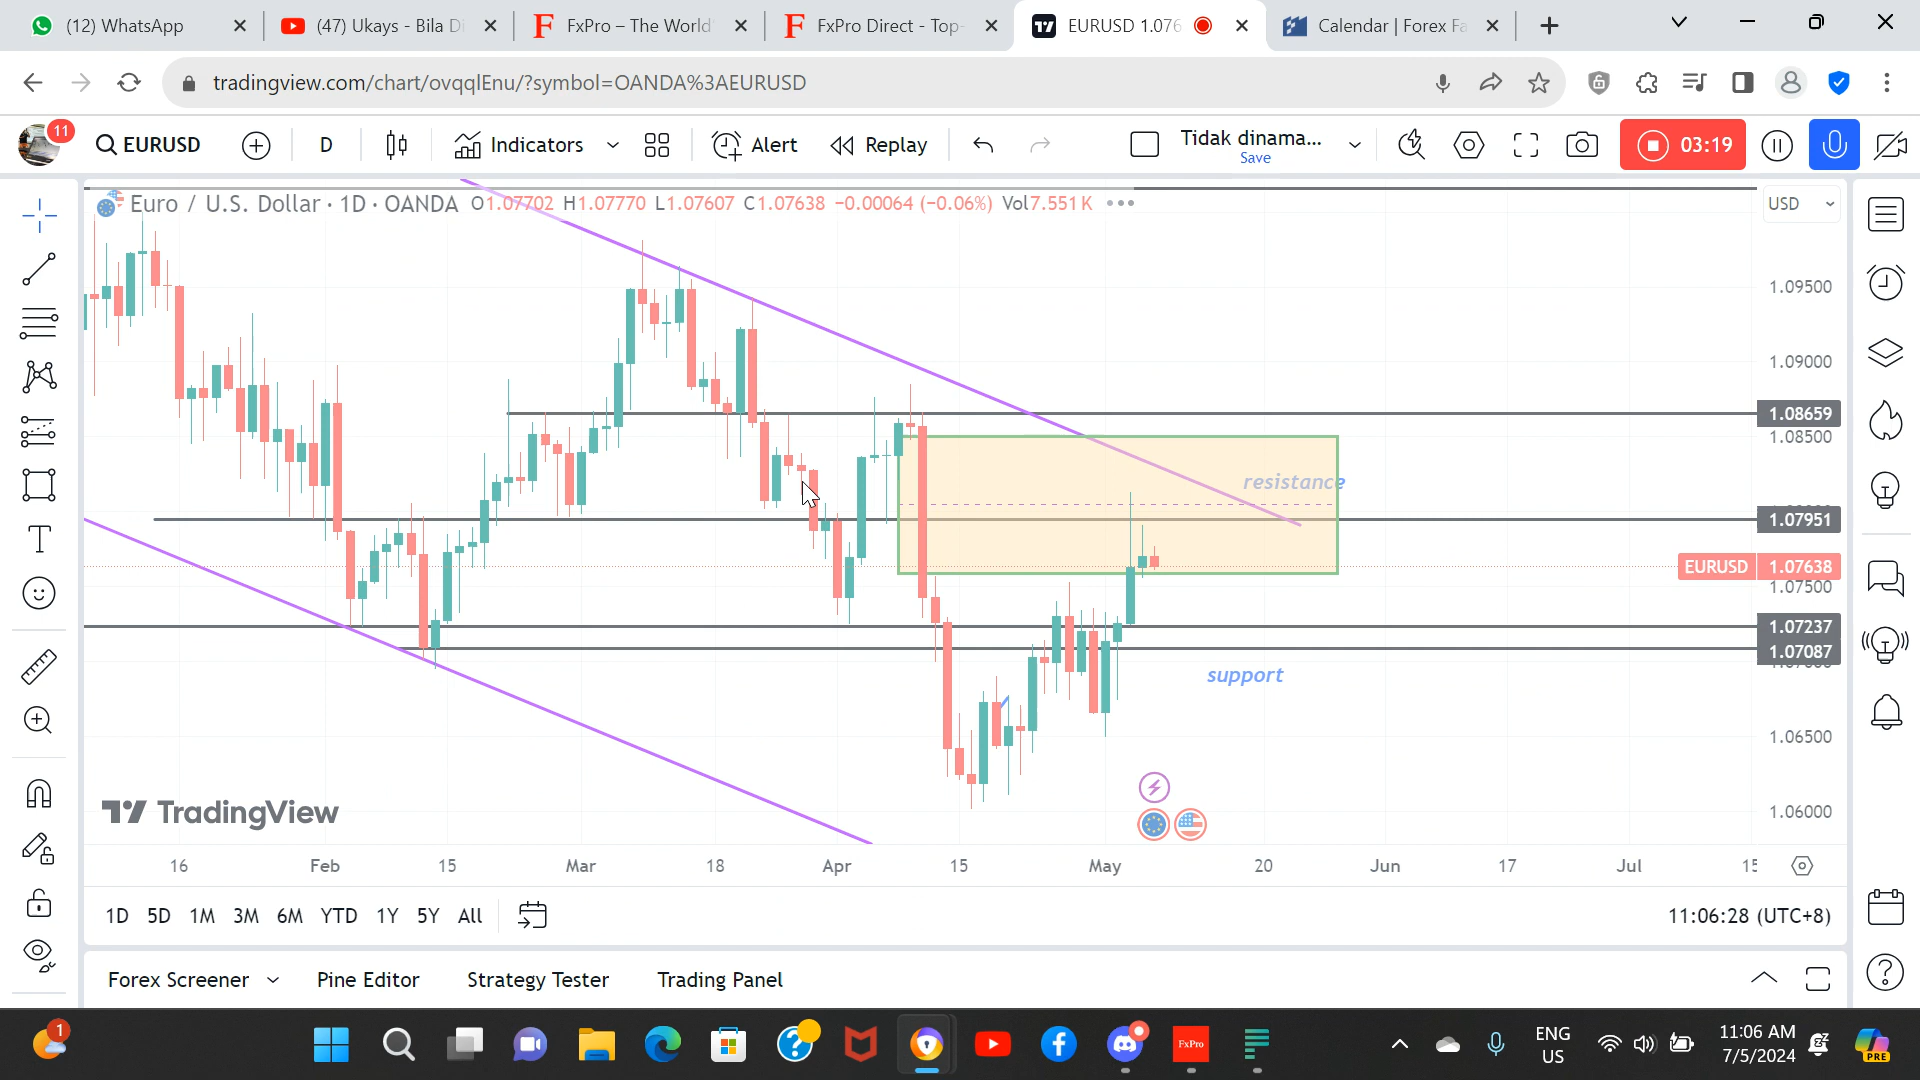 (12) WhatsApp
(47) Ukays - Bila Di
FxPro – The World'
FxPro Direct - Top-
EURUSD 1.076
Calendar | Forex Fa
tradingview.com/chart/ovqqlEnu/?symbol=OANDA%3AEURUSD
11
EURUSD
D
Indicators
Alert
Replay
Tidak dinama...
Save
03:19
Euro / U.S. Dollar · 1D · OANDA O1.07702 H1.07770 L1.07607 C1.07638 −0.00064 (−0.06%) Vol7.551K
USD
1.09500
1.09000
1.08659
1.08500
resistance
1.07951
EURUSD 1.07638
1.07500
1.07237
1.07087
support
1.06500
1.06000
TradingView
16 Feb 15 Mar 18 Apr 15 May 20 Jun 17 Jul 15
1D 5D 1M 3M 6M YTD 1Y 5Y All
11:06:28 (UTC+8)
Forex Screener
Pine Editor
Strategy Tester
Trading Panel
1
FxPro
ENG
US
11:06 AM
7/5/2024
PRE